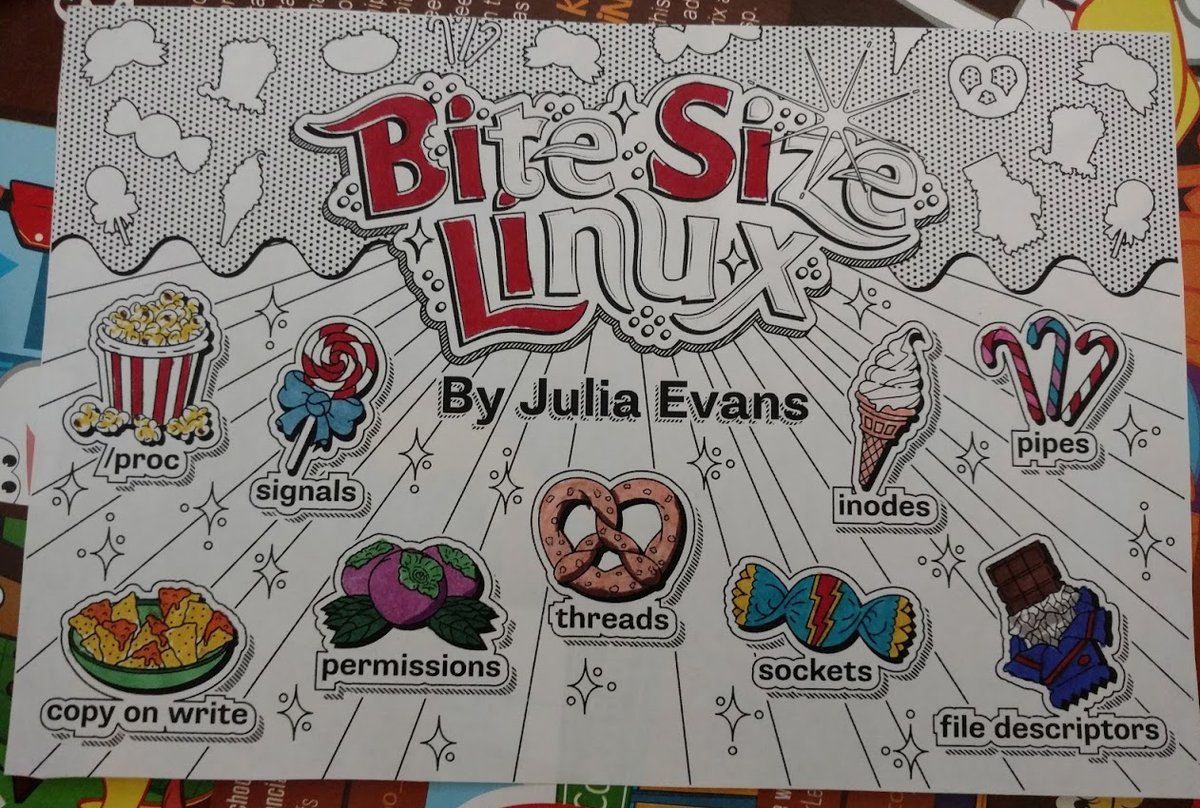 Bite Size
Linux
By Julia Evans
/proc
signals
inodes
pipes
copy on write
permissions
threads
sockets
file descriptors